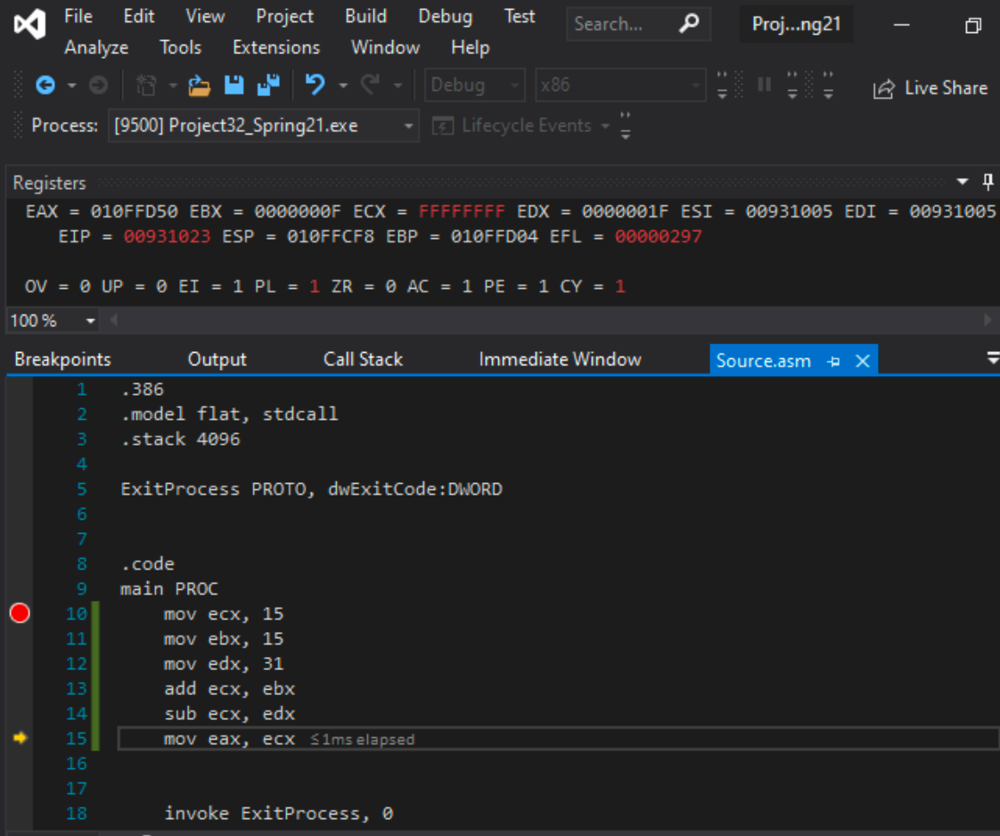 File Edit View Project Build Debug Test Search... Proj...ng21
Analyze Tools Extensions Window Help
Debug x86 Live Share
Process: [9500] Project32_Spring21.exe Lifecycle Events
Registers
EAX = 010FFD50 EBX = 0000000F ECX = FFFFFFFF EDX = 0000001F ESI = 00931005 EDI = 00931005
EIP = 00931023 ESP = 010FFCF8 EBP = 010FFD04 EFL = 00000297
OV = 0 UP = 0 EI = 1 PL = 1 ZR = 0 AC = 1 PE = 1 CY = 1
100 %
Breakpoints Output Call Stack Immediate Window Source.asm
1 .386
2 .model flat, stdcall
3 .stack 4096
4
5 ExitProcess PROTO, dwExitCode:DWORD
6
7
8 .code
9 main PROC
10 mov ecx, 15
11 mov ebx, 15
12 mov edx, 31
13 add ecx, ebx
14 sub ecx, edx
15 mov eax, ecx ≤1ms elapsed
16
17
18 invoke ExitProcess, 0